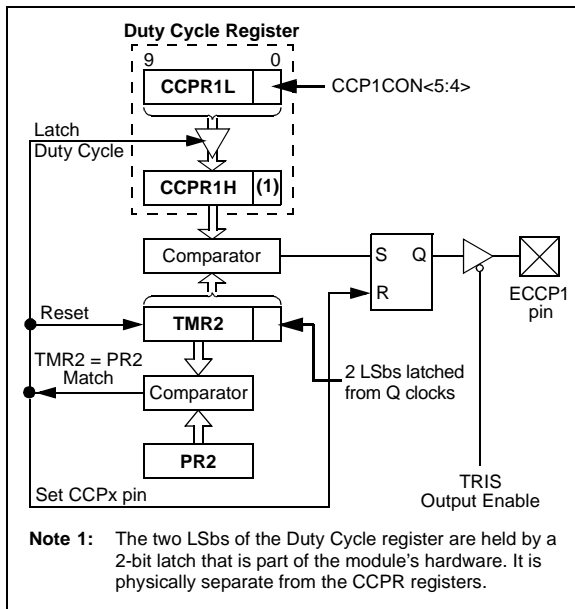 Duty Cycle Register
9 0
CCPR1L
CCP1CON<5:4>
Latch
Duty Cycle
CCPR1H (1)
Comparator
S Q
R
ECCP1
pin
Reset
TMR2
TMR2 = PR2
Match
2 LSbs latched
from Q clocks
Comparator
PR2
Set CCPx pin
TRIS
Output Enable
Note 1: The two LSbs of the Duty Cycle register are held by a
2-bit latch that is part of the module's hardware. It is
physically separate from the CCPR registers.